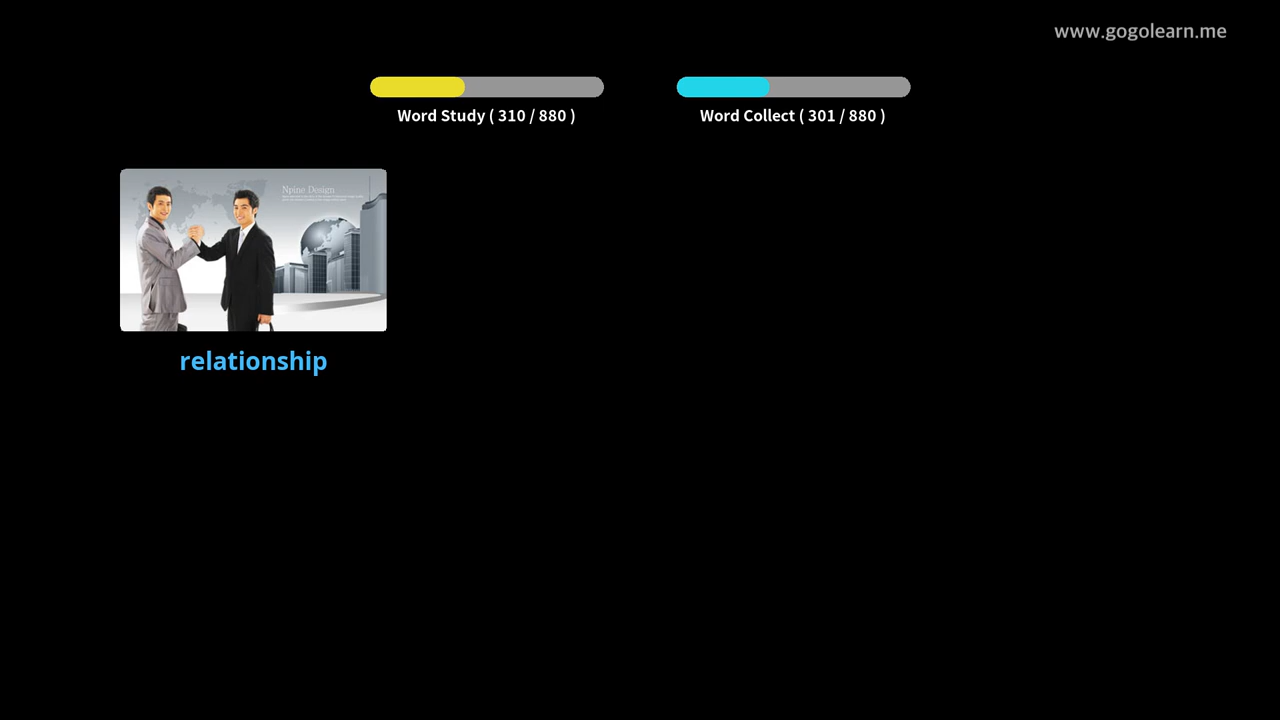 www.gogolearn.me
Word Study ( 310 / 880 )
Word Collect ( 301 / 880 )
Npine Design
relationship